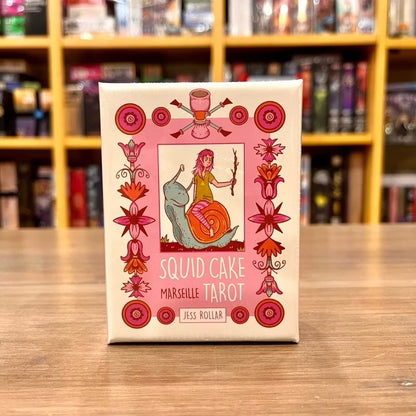 SQUID CAKE
MARSEILLE TAROT
JESS ROLLAR